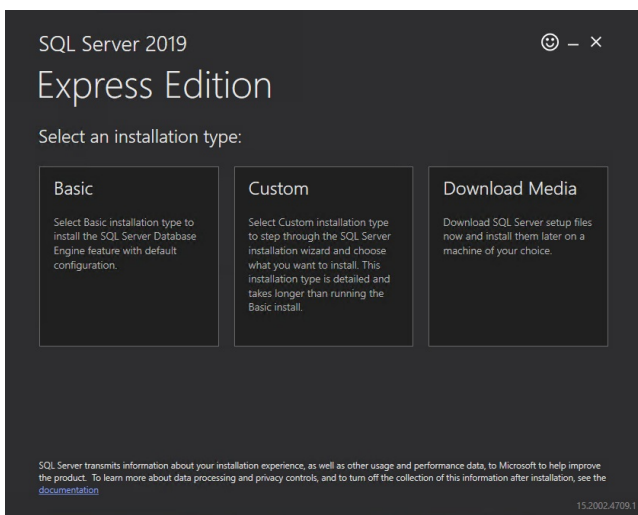 SQL Server 2019
Express Edition
Select an installation type:
Basic
Select Basic installation type to
install the SQL Server Database
Engine feature with default
configuration.
Custom
Select Custom installation type
to step through the SQL Server
installation wizard and choose
what you want to install. This
installation type is detailed and
takes longer than running the
Basic install.
Download Media
Download SQL Server setup files
now and install them later on a
machine of your choice.
SQL Server transmits information about your installation experience, as well as other usage and performance data, to Microsoft to help improve
the product. To learn more about data processing and privacy controls, and to turn off the collection of this information after installation, see the
documentation
15.2002.4709.1